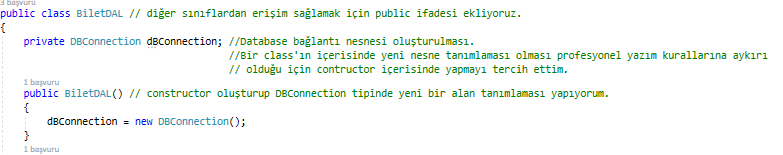 3 başvuru
public class BiletDAL // diğer sınıflardan erişim sağlamak için public ifadesi ekliyoruz.
{
private DBConnection dBConnection; //Database bağlantı nesnesi oluşturulması.
//Bir class'ın içerisinde yeni nesne tanımlaması olması profesyonel yazım kurallarına aykırı
// olduğu için contructor içerisinde yapmayı tercih ettim.
1 başvuru
public BiletDAL() // constructor oluşturup DBConnection tipinde yeni bir alan tanımlaması yapıyorum.
{
dBConnection = new DBConnection();
}
1 başvuru